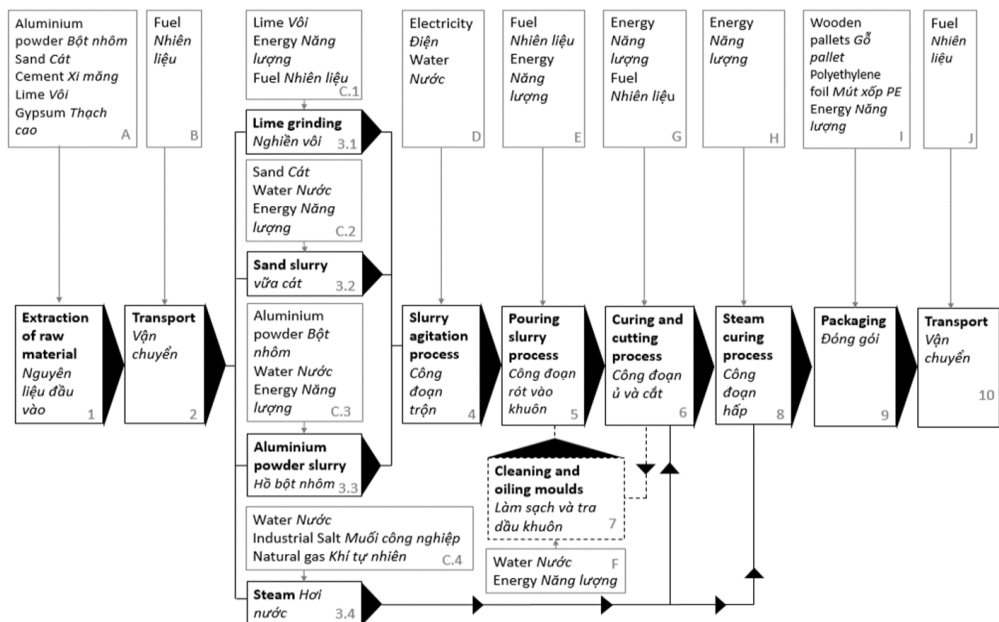 Aluminium
powder Bột nhôm
Sand Cát
Cement Xi măng
Lime Vôi
Gypsum Thạch
cao
A
Fuel
Nhiên
liệu
B
Lime Vôi
Energy Năng
lượng
Fuel Nhiên liệu
C.1
Lime grinding
Nghiền vôi
3.1
Sand Cát
Water Nước
Energy Năng
lượng
C.2
Sand slurry
vữa cát
3.2
Aluminium
powder Bột
nhôm
Water Nước
Energy Năng
lượng
C.3
Aluminium
powder slurry
Hồ bột nhôm
3.3
Water Nước
Industrial Salt Muối công nghiệp
Natural gas Khí tự nhiên
C.4
Steam Hơi
nước
3.4
Electricity
Điện
Water
Nước
D
Fuel
Nhiên liệu
Energy
Năng
lượng
E
Energy
Năng
lượng
Fuel
Nhiên liệu
G
Energy
Năng
lượng
H
Wooden
pallets Gỗ
pallet
Polyethylene
foil Mút xốp PE
Energy Năng
lượng
I
Fuel
Nhiên
liệu
J
Extraction
of raw
material
Nguyên
liệu đầu
vào
1
Transport
Vận
chuyển
2
Slurry
agitation
process
Công
đoạn
trộn
4
Pouring
slurry
process
Công đoạn
rót vào
khuôn
5
Curing and
cutting
process
Công đoạn
ủ và cắt
6
Steam
curing
process
Công
đoạn
hấp
8
Packaging
Đóng gói
9
Transport
Vận
chuyển
10
Cleaning and
oiling moulds
Làm sạch và tra
dầu khuôn
7
Water Nước
Energy Năng lượng
F